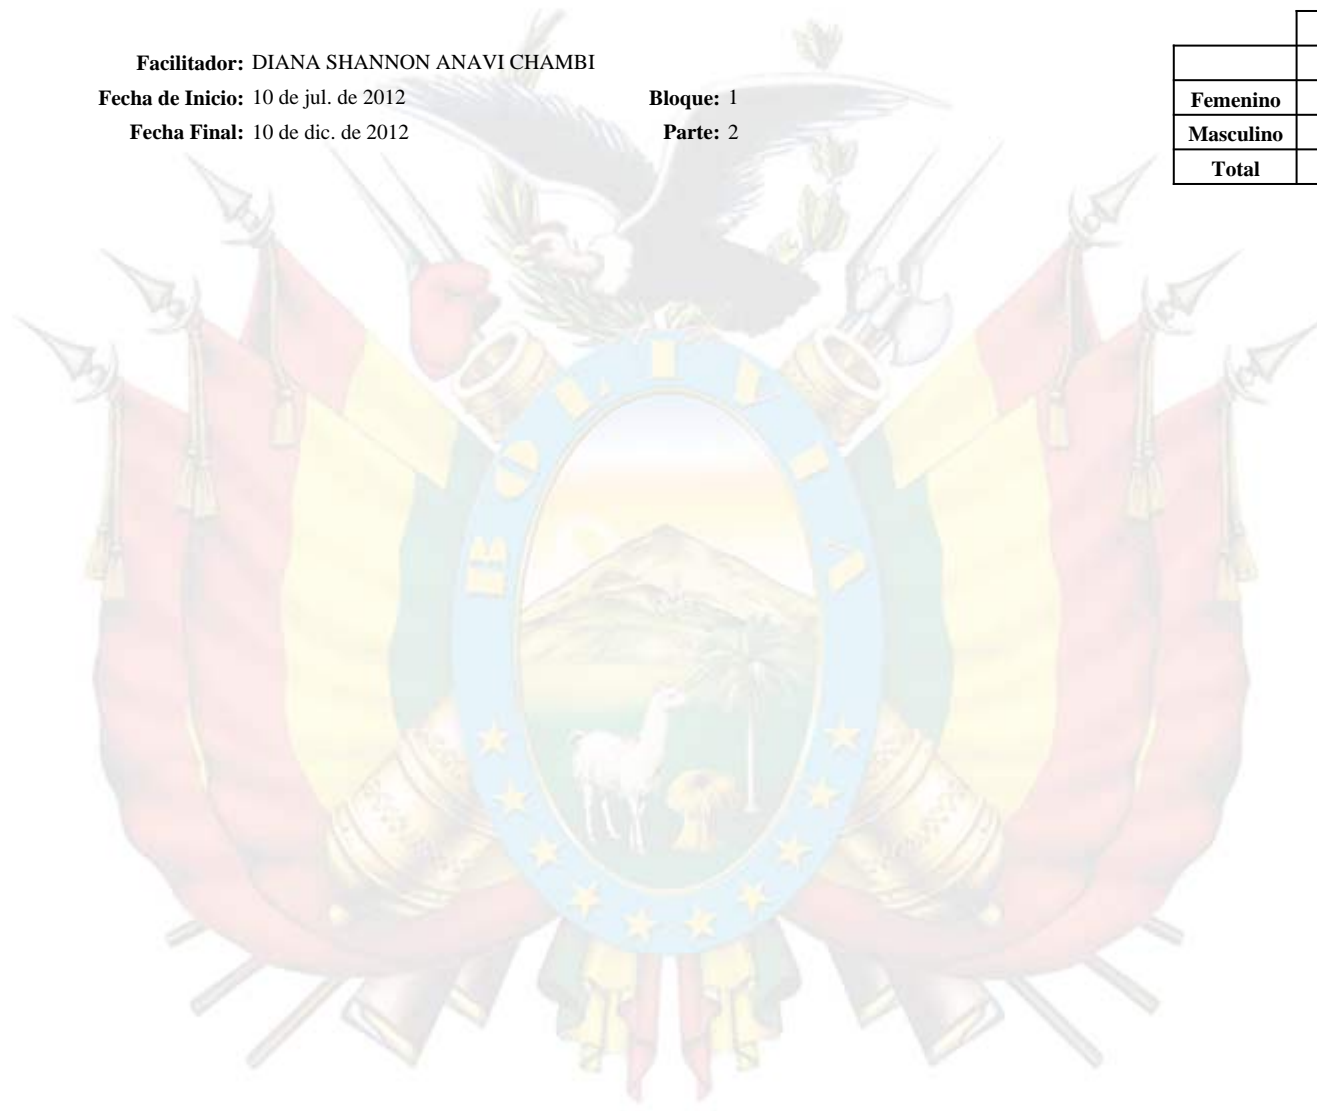 Facilitador: DIANA SHANNON ANAVI CHAMBI
Fecha de Inicio: 10 de jul. de 2012 Bloque: 1
Fecha Final: 10 de dic. de 2012 Parte: 2
Femenino
Masculino
Total
BOLIVIA